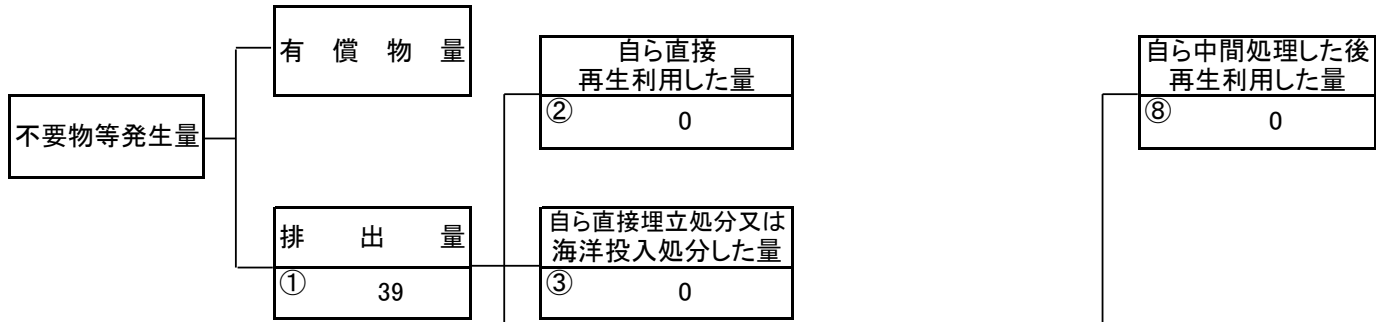 有償物量
自ら直接
再生利用した量
② 0
自ら中間処理した後
再生利用した量
⑧ 0
不要物等発生量
排出量
① 39
自ら直接埋立処分又は
海洋投入処分した量
③ 0